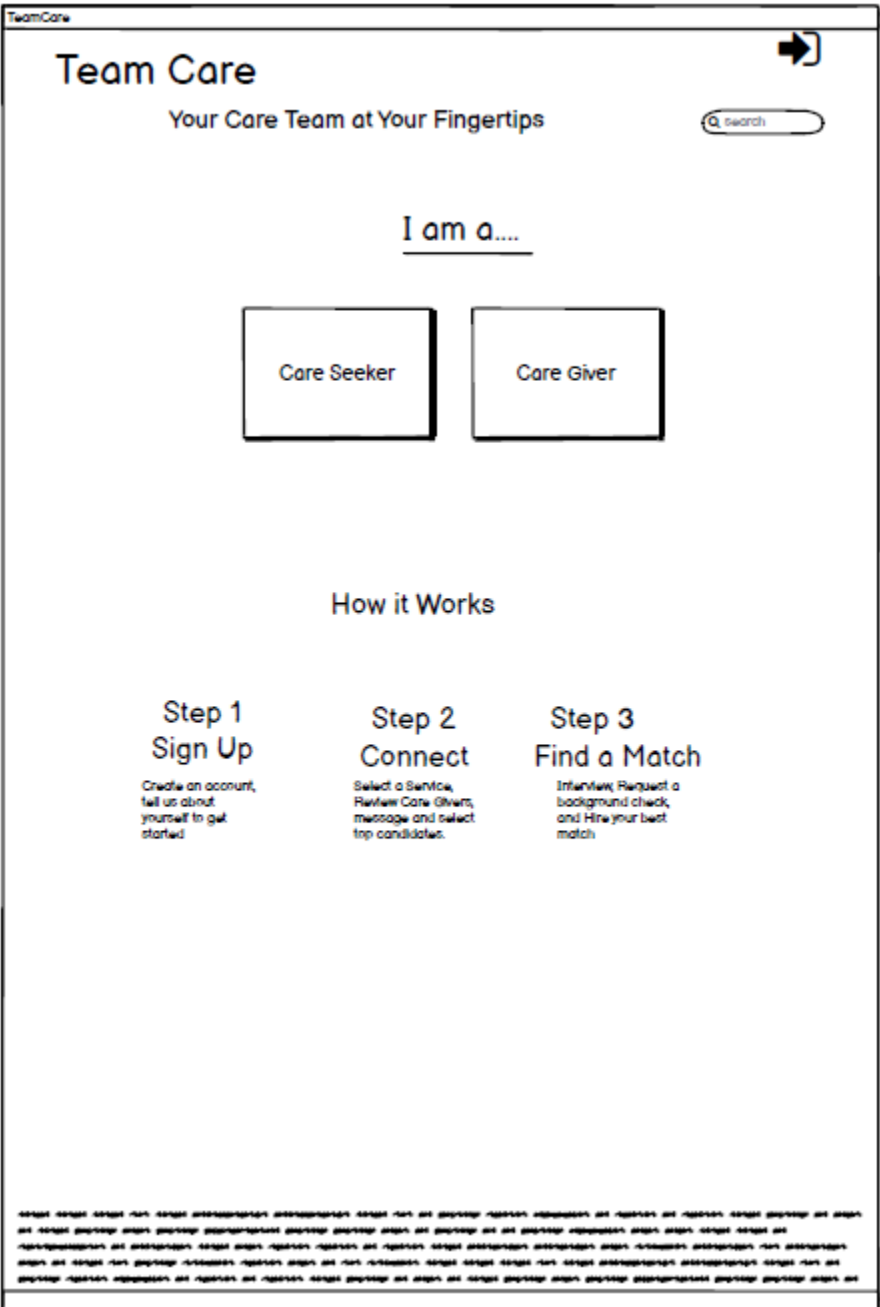 TeamCare
Team Care
Your Care Team at Your Fingertips
search
I am a....
Care Seeker
Care Giver
How it Works
Step 1
Sign Up
Create an account,
tell us about
yourself to get
started
Step 2
Connect
Select a Service,
Review Care Givers,
message and select
top candidates.
Step 3
Find a Match
Interview, Request a
background check,
and Hire your best
match